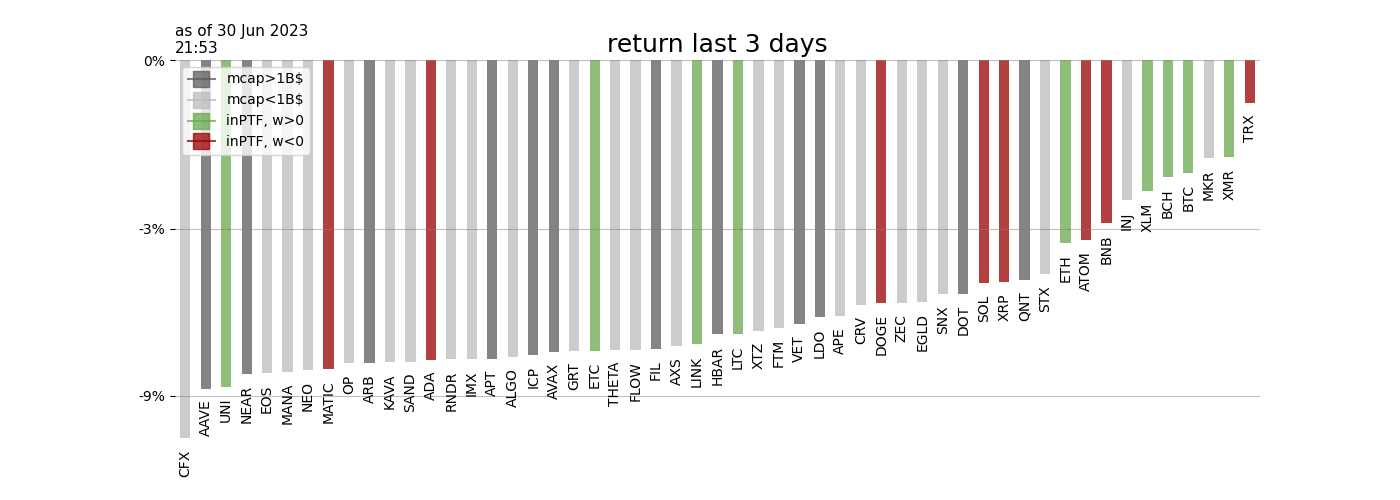 as of 30 Jun 2023
21:53
return last 3 days
0%
-3%
-9%
mcap>1B$
mcap<1B$
inPTF, w>0
inPTF, w<0
CFX
AAVE
UNI
NEAR
EOS
MANA
NEO
MATIC
OP
ARB
KAVA
SAND
ADA
RNDR
IMX
APT
ALGO
ICP
AVAX
GRT
ETC
THETA
FLOW
FIL
AXS
LINK
HBAR
LTC
XTZ
FTM
VET
LDO
APE
CRV
DOGE
ZEC
EGLD
SNX
DOT
SOL
XRP
QNT
STX
ETH
ATOM
BNB
INJ
XLM
BCH
BTC
MKR
XMR
TRX